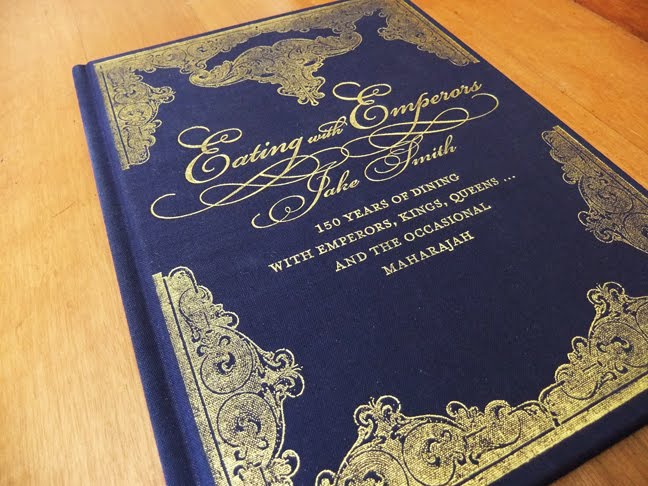 Eating with Emperors
Jake Smith
150 YEARS OF DINING
WITH EMPERORS, KINGS, QUEENS ...
AND THE OCCASIONAL
MAHARAJAH